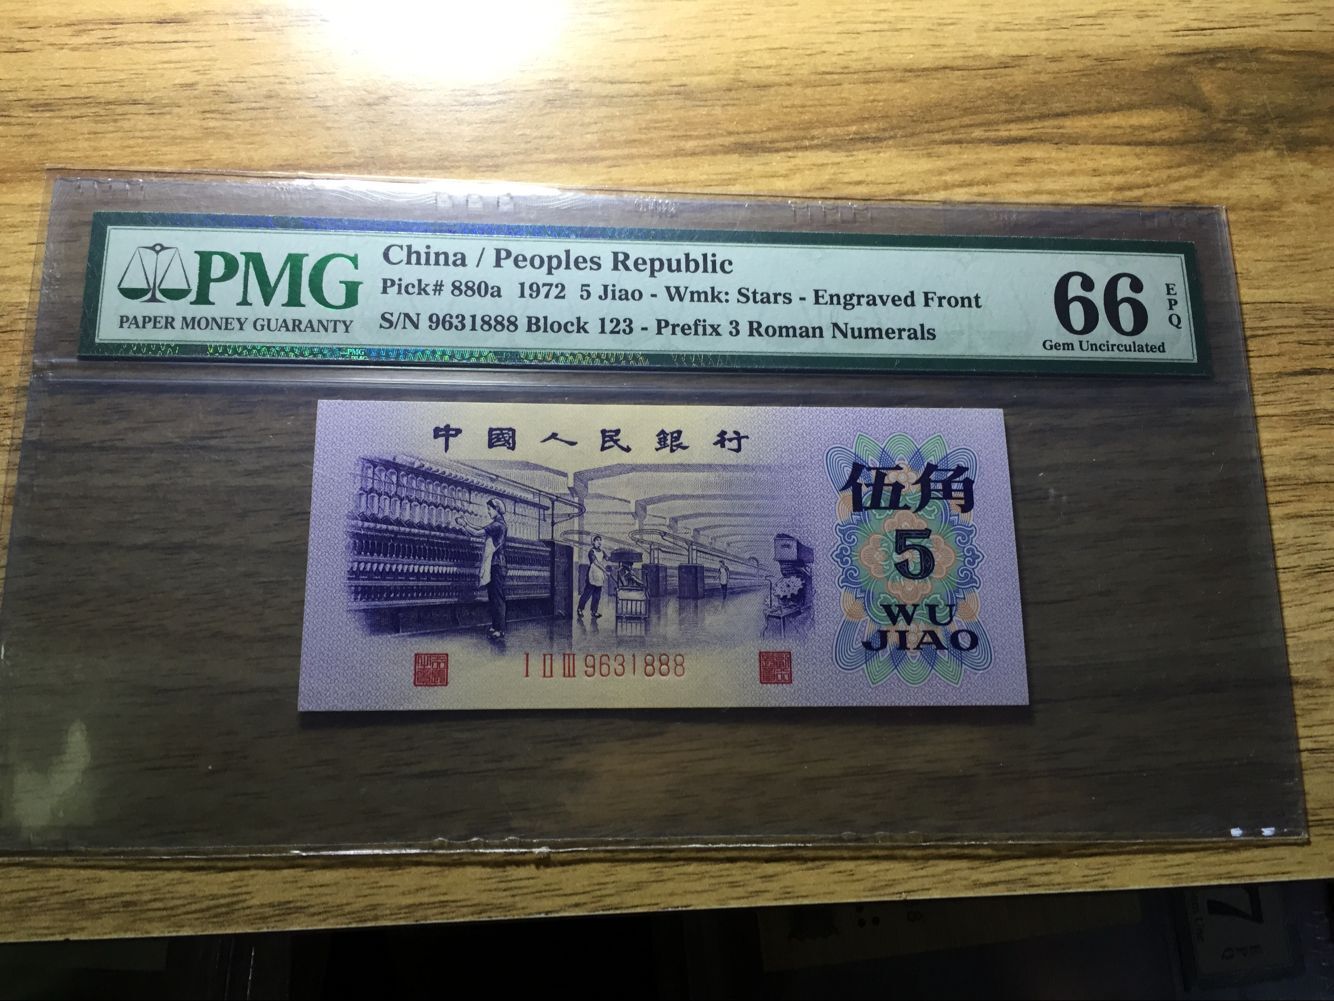 PMG
PAPER MONEY GUARANTY
China / Peoples Republic
Pick# 880a 1972 5 Jiao - Wmk: Stars - Engraved Front
S/N 9631888 Block 123 - Prefix 3 Roman Numerals
66
EPQ
Gem Uncirculated
中國人民銀行
伍角
5
WU
JIAO
I II III 9631888
7
EPQ